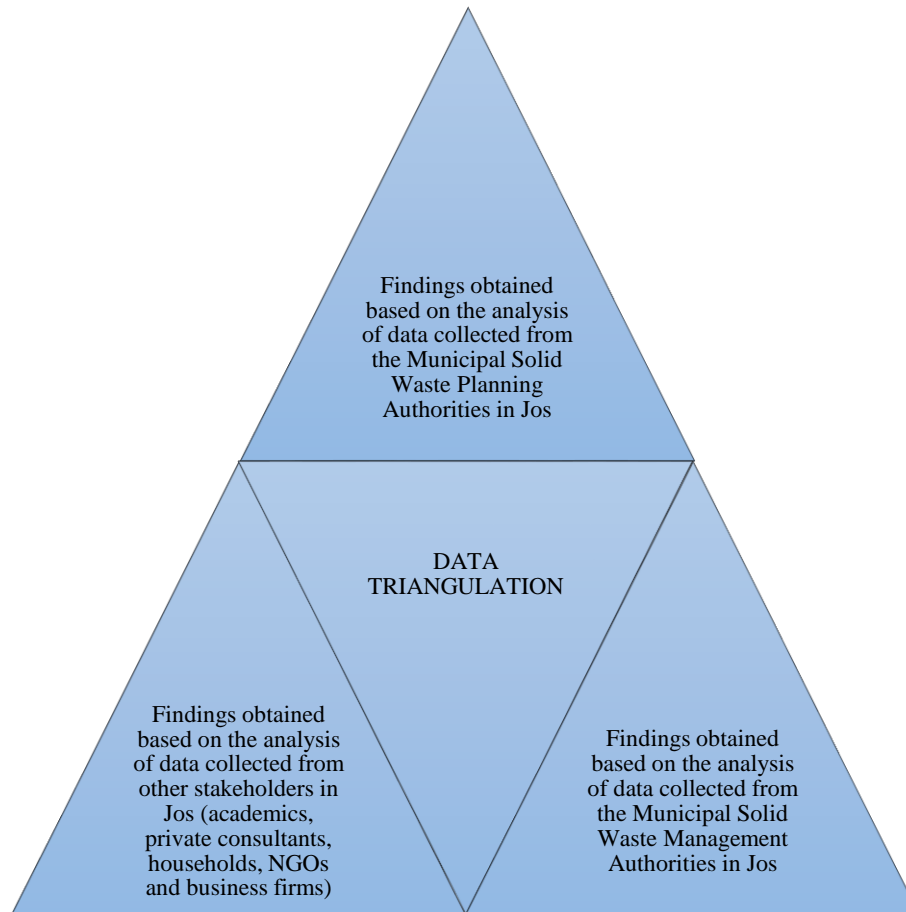 Findings obtained
based on the analysis
of data collected from
the Municipal Solid
Waste Planning
Authorities in Jos
DATA
TRIANGULATION
Findings obtained
based on the analysis
of data collected from
other stakeholders in
Jos (academics,
private consultants,
households, NGOs
and business firms)
Findings obtained
based on the analysis
of data collected from
the Municipal Solid
Waste Management
Authorities in Jos